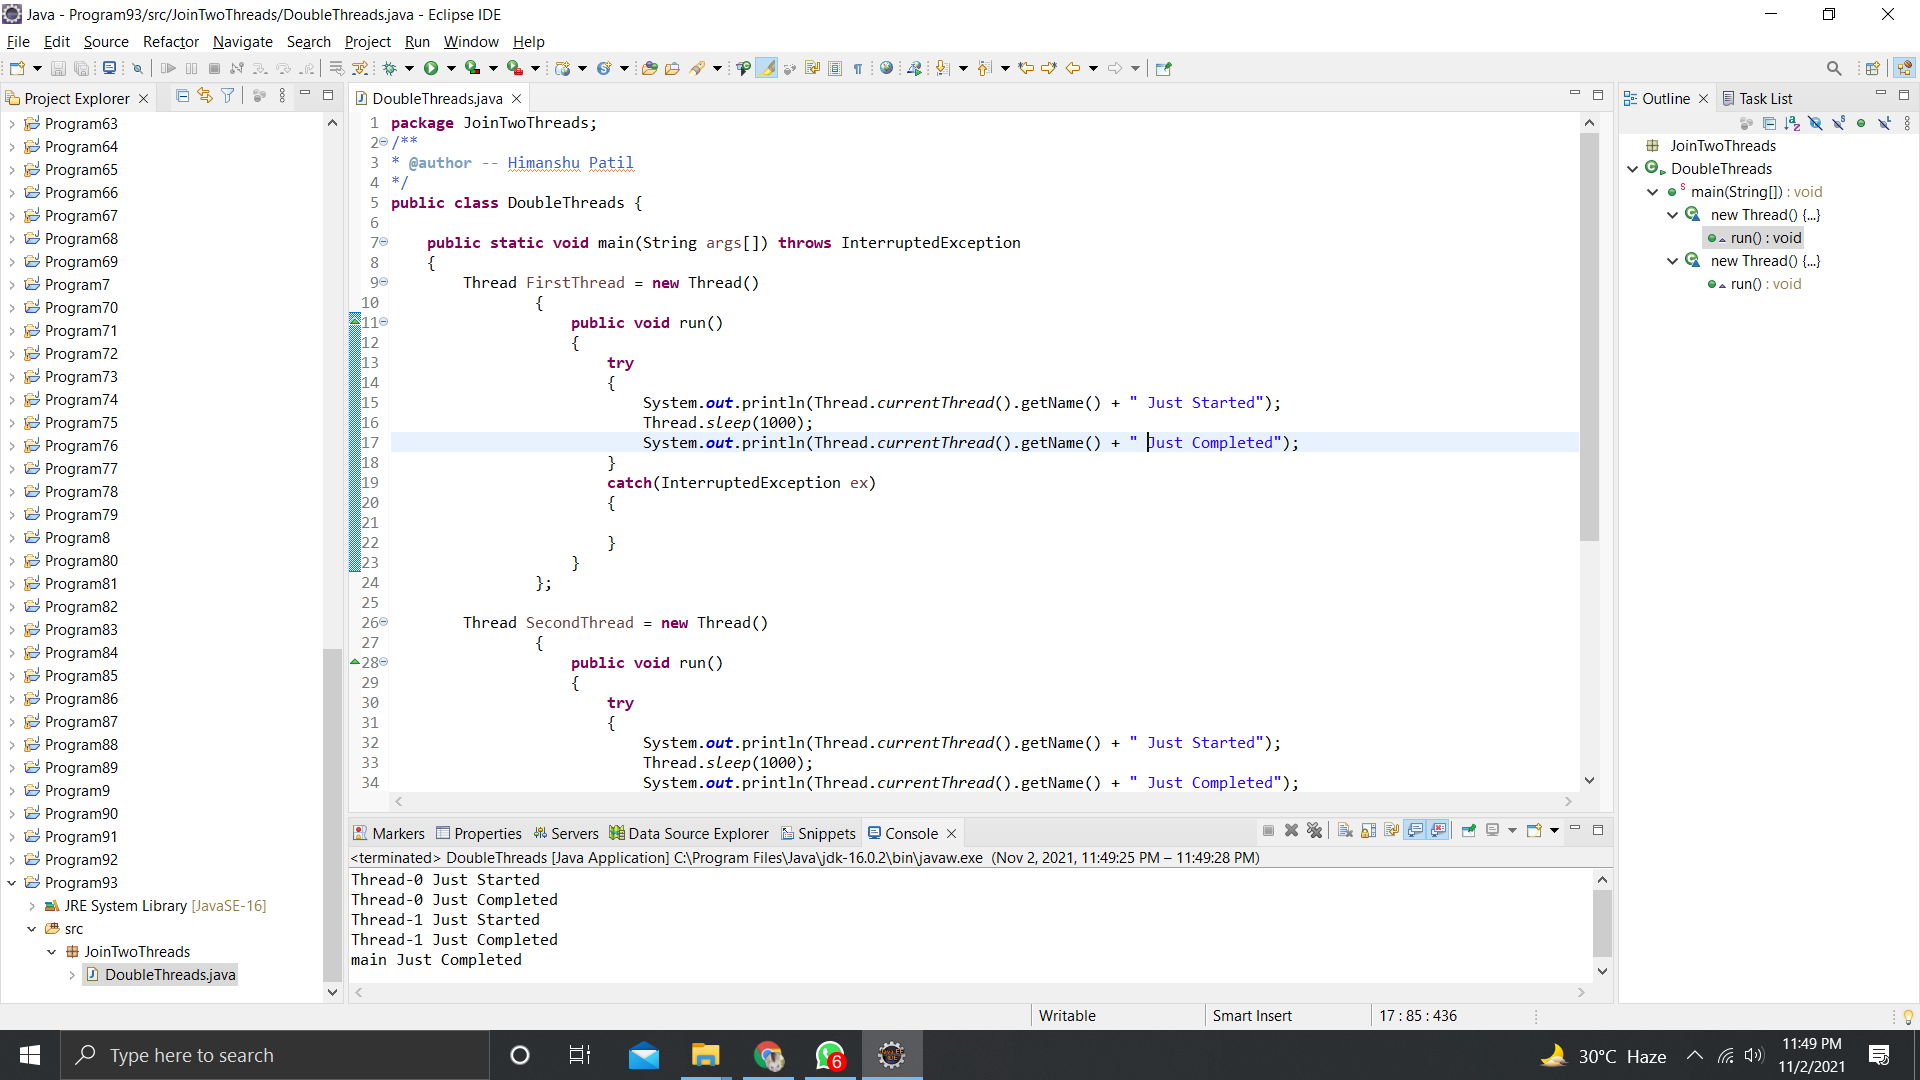 Java - Program93/src/JoinTwoThreads/DoubleThreads.java - Eclipse IDE
File Edit Source Refactor Navigate Search Project Run Window Help
Project Explorer
Program63
Program64
Program65
Program66
Program67
Program68
Program69
Program7
Program70
Program71
Program72
Program73
Program74
Program75
Program76
Program77
Program78
Program79
Program8
Program80
Program81
Program82
Program83
Program84
Program85
Program86
Program87
Program88
Program89
Program9
Program90
Program91
Program92
Program93
JRE System Library [JavaSE-16]
src
JoinTwoThreads
DoubleThreads.java
DoubleThreads.java
1 package JoinTwoThreads;
2 /**
3 * @author -- Himanshu Patil
4 */
5 public class DoubleThreads {
6
7 public static void main(String args[]) throws InterruptedException
8 {
9 Thread FirstThread = new Thread()
10 {
11 public void run()
12 {
13 try
14 {
15 System.out.println(Thread.currentThread().getName() + " Just Started");
16 Thread.sleep(1000);
17 System.out.println(Thread.currentThread().getName() + " Just Completed");
18 }
19 catch(InterruptedException ex)
20 {
21
22 }
23 }
24 };
25
26 Thread SecondThread = new Thread()
27 {
28 public void run()
29 {
30 try
31 {
32 System.out.println(Thread.currentThread().getName() + " Just Started");
33 Thread.sleep(1000);
34 System.out.println(Thread.currentThread().getName() + " Just Completed");
Outline Task List
JoinTwoThreads
DoubleThreads
main(String[]) : void
new Thread() {...}
run() : void
new Thread() {...}
run() : void
Markers Properties Servers Data Source Explorer Snippets Console
<terminated> DoubleThreads [Java Application] C:\Program Files\Java\jdk-16.0.2\bin\javaw.exe (Nov 2, 2021, 11:49:25 PM – 11:49:28 PM)
Thread-0 Just Started
Thread-0 Just Completed
Thread-1 Just Started
Thread-1 Just Completed
main Just Completed
Writable Smart Insert 17 : 85 : 436
Type here to search
6
30°C Haze
11:49 PM
11/2/2021